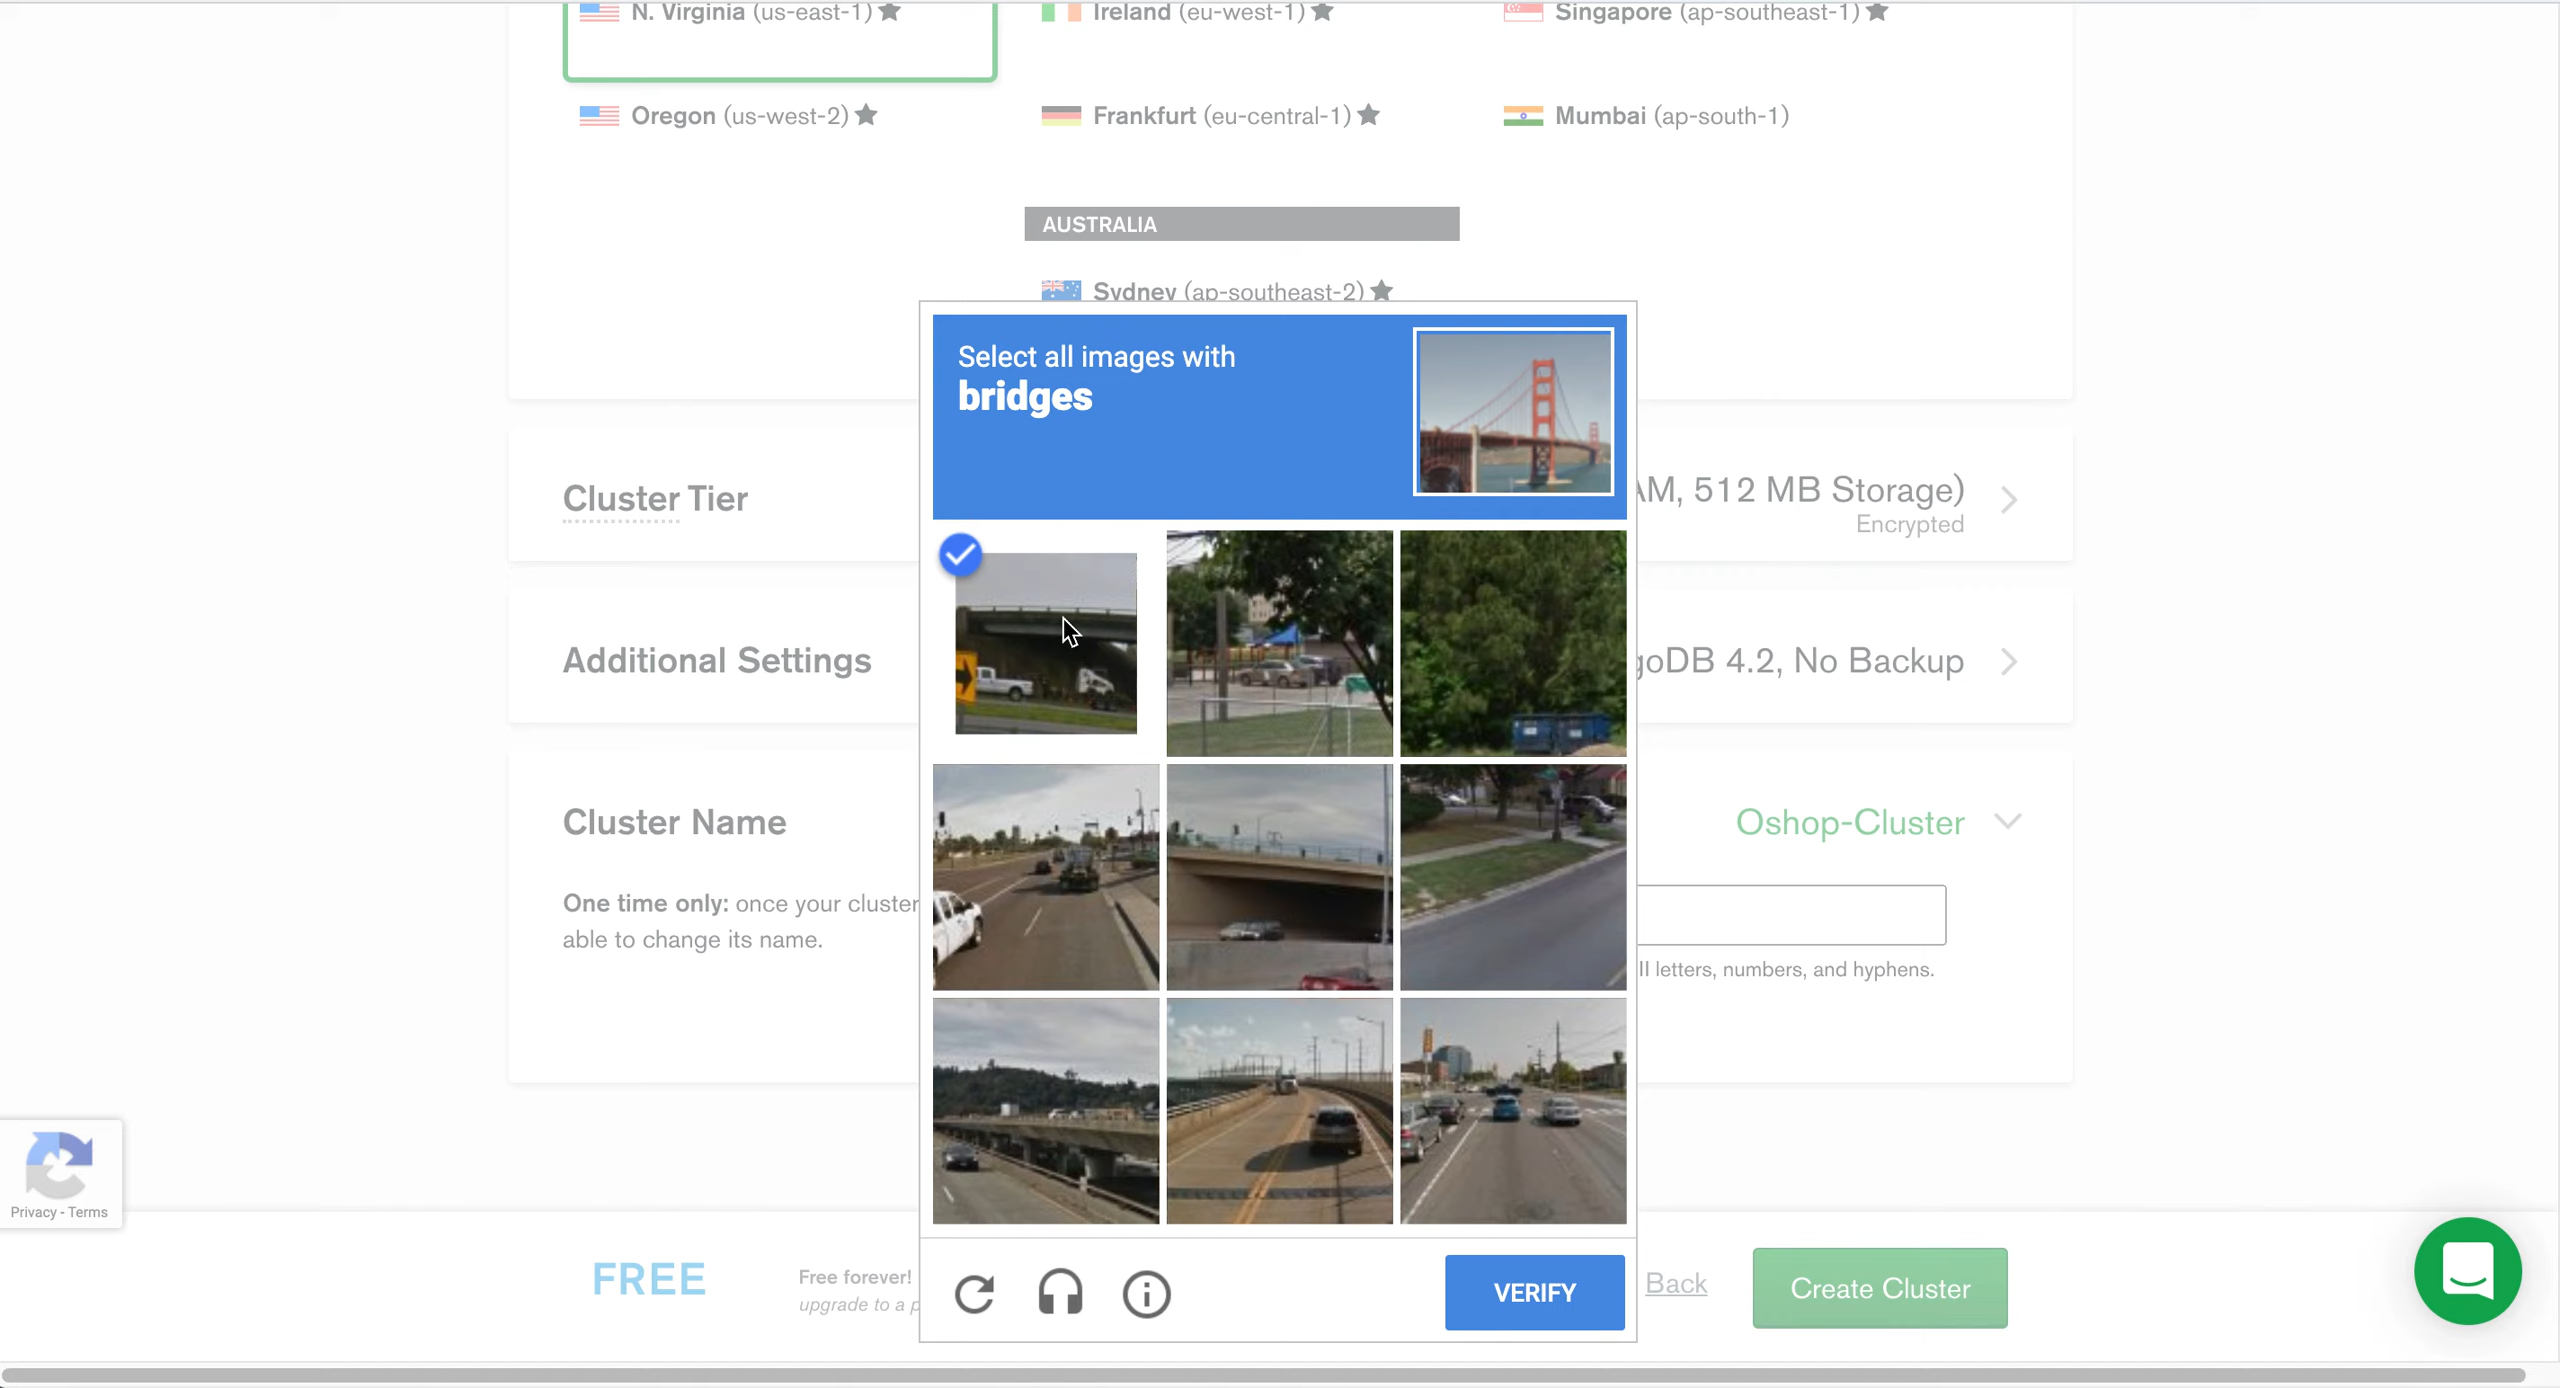 N. Virginia (us-east-1)
Ireland (eu-west-1)
Singapore (ap-southeast-1)
Oregon (us-west-2)
Frankfurt (eu-central-1)
Mumbai (ap-south-1)
AUSTRALIA
Sydney (ap-southeast-2)
Select all images with
bridges
Cluster Tier
AM, 512 MB Storage)
Encrypted
Additional Settings
goDB 4.2, No Backup
Cluster Name
Oshop-Cluster
One time only: once your cluster
able to change its name.
ll letters, numbers, and hyphens.
Privacy - Terms
FREE
Free forever!
upgrade to a p
VERIFY
Back
Create Cluster